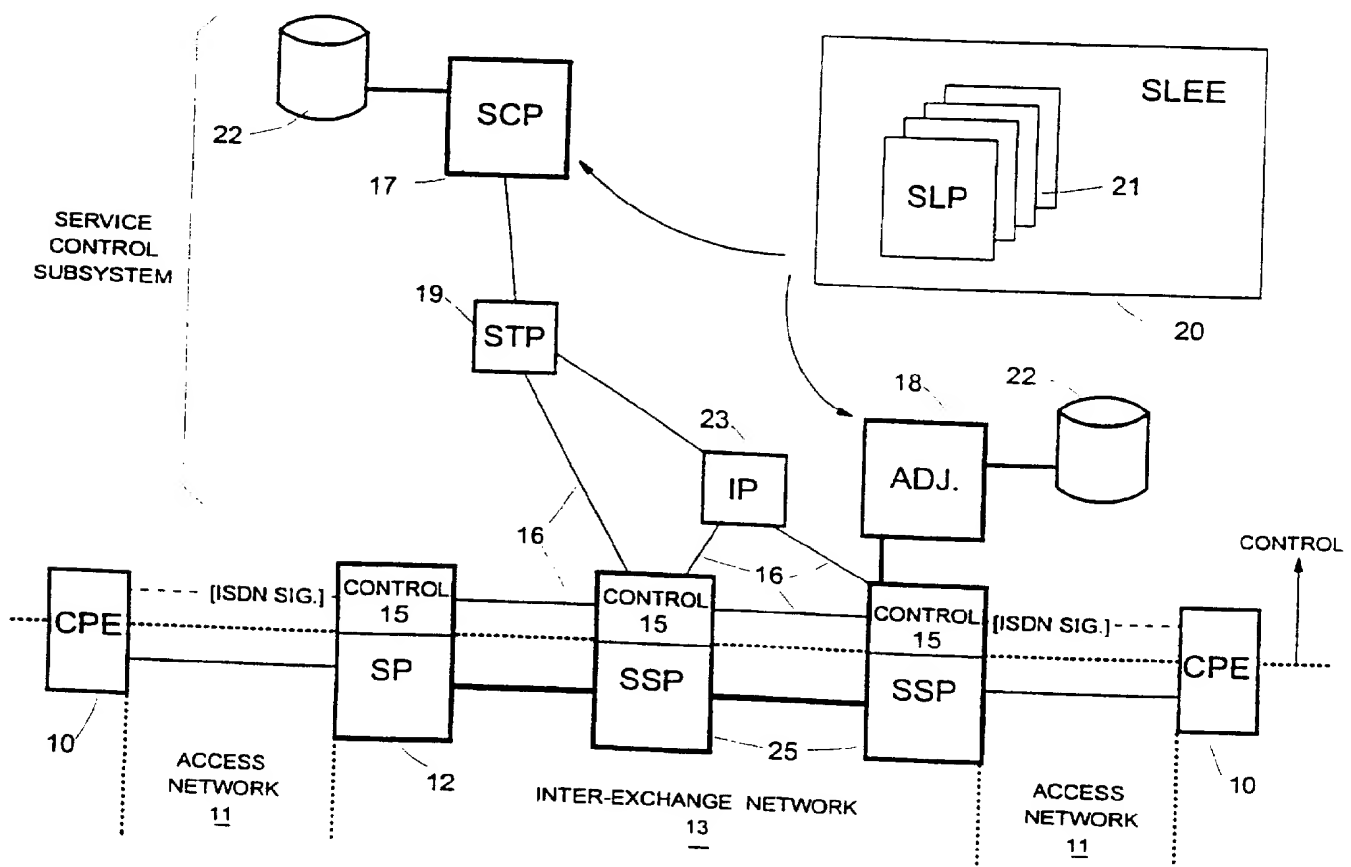 SCP
22
17
SLEE
SLP
21
20
SERVICE
CONTROL
SUBSYSTEM
19
STP
18
22
23
IP
ADJ.
16
16
CONTROL
CPE
[ISDN SIG.]
CONTROL
15
SP
CONTROL
15
SSP
CONTROL
15
SSP
[ISDN SIG.]
CPE
10
12
25
10
ACCESS
NETWORK
11
INTER-EXCHANGE NETWORK
13
ACCESS
NETWORK
11